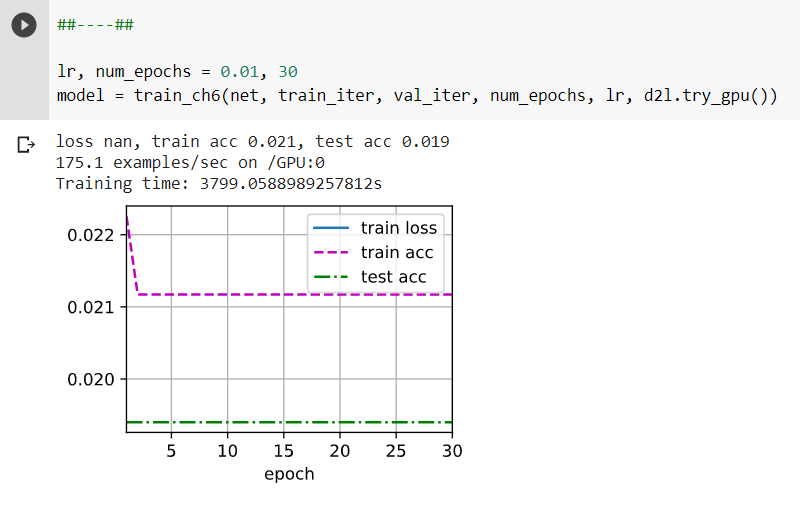 ##----##
lr, num_epochs = 0.01, 30
model = train_ch6(net, train_iter, val_iter, num_epochs, lr, d2l.try_gpu())
loss nan, train acc 0.021, test acc 0.019
175.1 examples/sec on /GPU:0
Training time: 3799.0588989257812s
train loss
train acc
test acc
0.022
0.021
0.020
5 10 15 20 25 30
epoch